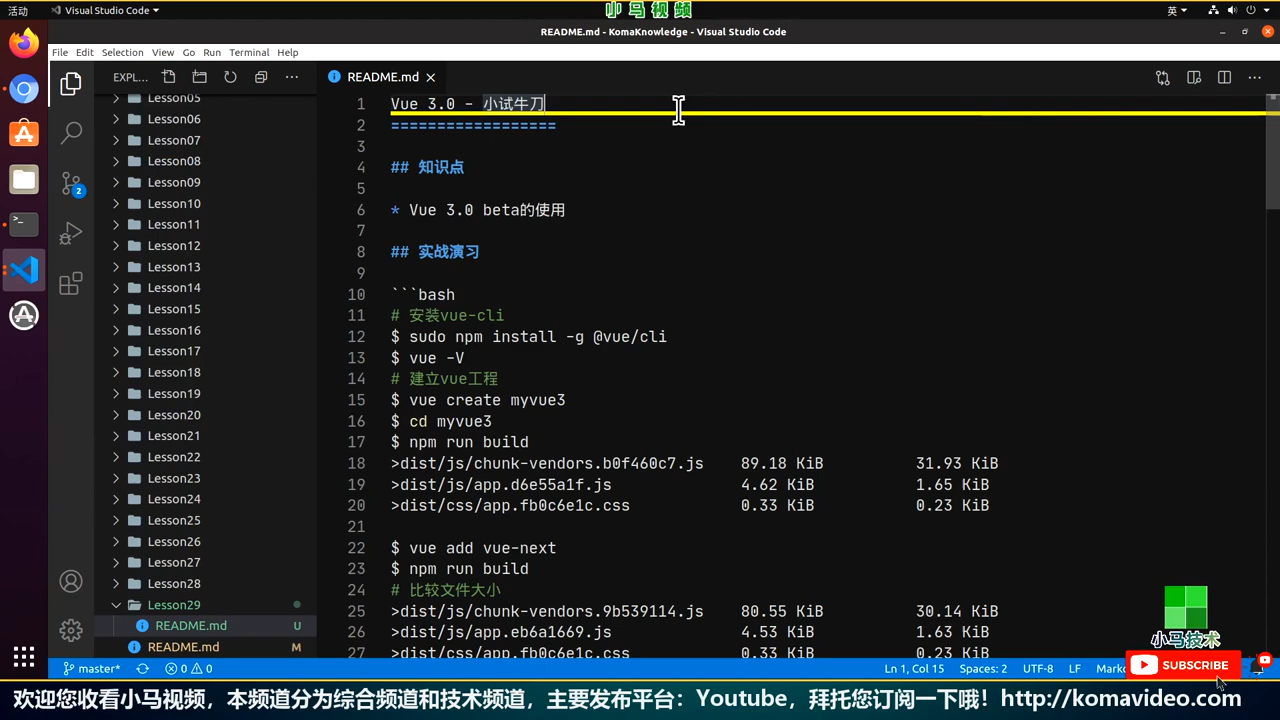 活动
Visual Studio Code
小马视频
英
README.md - KomaKnowledge - Visual Studio Code
File Edit Selection View Go Run Terminal Help
EXPL...
README.md
Lesson05
Lesson06
Lesson07
Lesson08
Lesson09
Lesson10
Lesson11
Lesson12
Lesson13
Lesson14
Lesson15
Lesson16
Lesson17
Lesson18
Lesson19
Lesson20
Lesson21
Lesson22
Lesson23
Lesson24
Lesson25
Lesson26
Lesson27
Lesson28
Lesson29
README.md U
README.md M
2
1 Vue 3.0 - 小试牛刀
2 ==================
3
4 ## 知识点
5
6 * Vue 3.0 beta的使用
7
8 ## 实战演习
9
10 ```bash
11 # 安装vue-cli
12 $ sudo npm install -g @vue/cli
13 $ vue -V
14 # 建立vue工程
15 $ vue create myvue3
16 $ cd myvue3
17 $ npm run build
18 >dist/js/chunk-vendors.b0f460c7.js 89.18 KiB 31.93 KiB
19 >dist/js/app.d6e55a1f.js 4.62 KiB 1.65 KiB
20 >dist/css/app.fb0c6e1c.css 0.33 KiB 0.23 KiB
21
22 $ vue add vue-next
23 $ npm run build
24 # 比较文件大小
25 >dist/js/chunk-vendors.9b539114.js 80.55 KiB 30.14 KiB
26 >dist/js/app.eb6a1669.js 4.53 KiB 1.63 KiB
27 >dist/css/app.fb0c6e1c.css 0.33 KiB 0.23 KiB
小马技术
SUBSCRIBE
master* 0 0 Ln 1, Col 15 Spaces: 2 UTF-8 LF
欢迎您收看小马视频，本频道分为综合频道和技术频道，主要发布平台：Youtube，拜托您订阅一下哦！http://komavideo.com